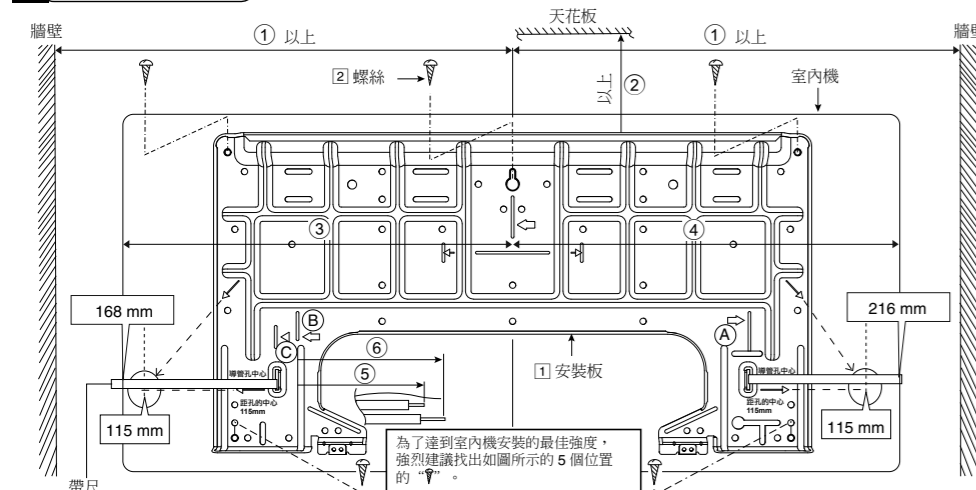 天花板
牆壁
① 以上
① 以上
牆壁
2 螺絲
以上 ②
室內機
③
④
168 mm
216 mm
B
A
C
⑥
⑤
1 安裝板
導管孔中心
導管孔中心
距孔的中心
115mm
距孔的中心
115mm
115 mm
115 mm
為了達到室內機安裝的最佳強度，
強烈建議找出如圖所示的 5 個位置
的“ ”。
帶尺